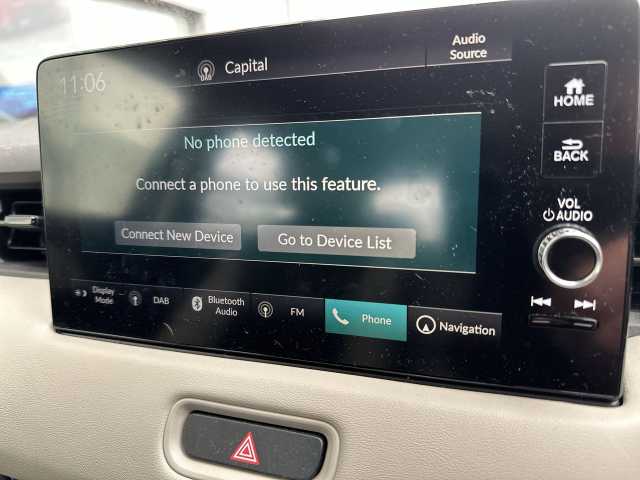 11:06
DAB
Capital
Audio
Source
No phone detected
Connect a phone to use this feature.
Connect New Device
Go to Device List
Display
Mode
DAB
Bluetooth
Audio
FM
Phone
Navigation
HOME
BACK
VOL
AUDIO